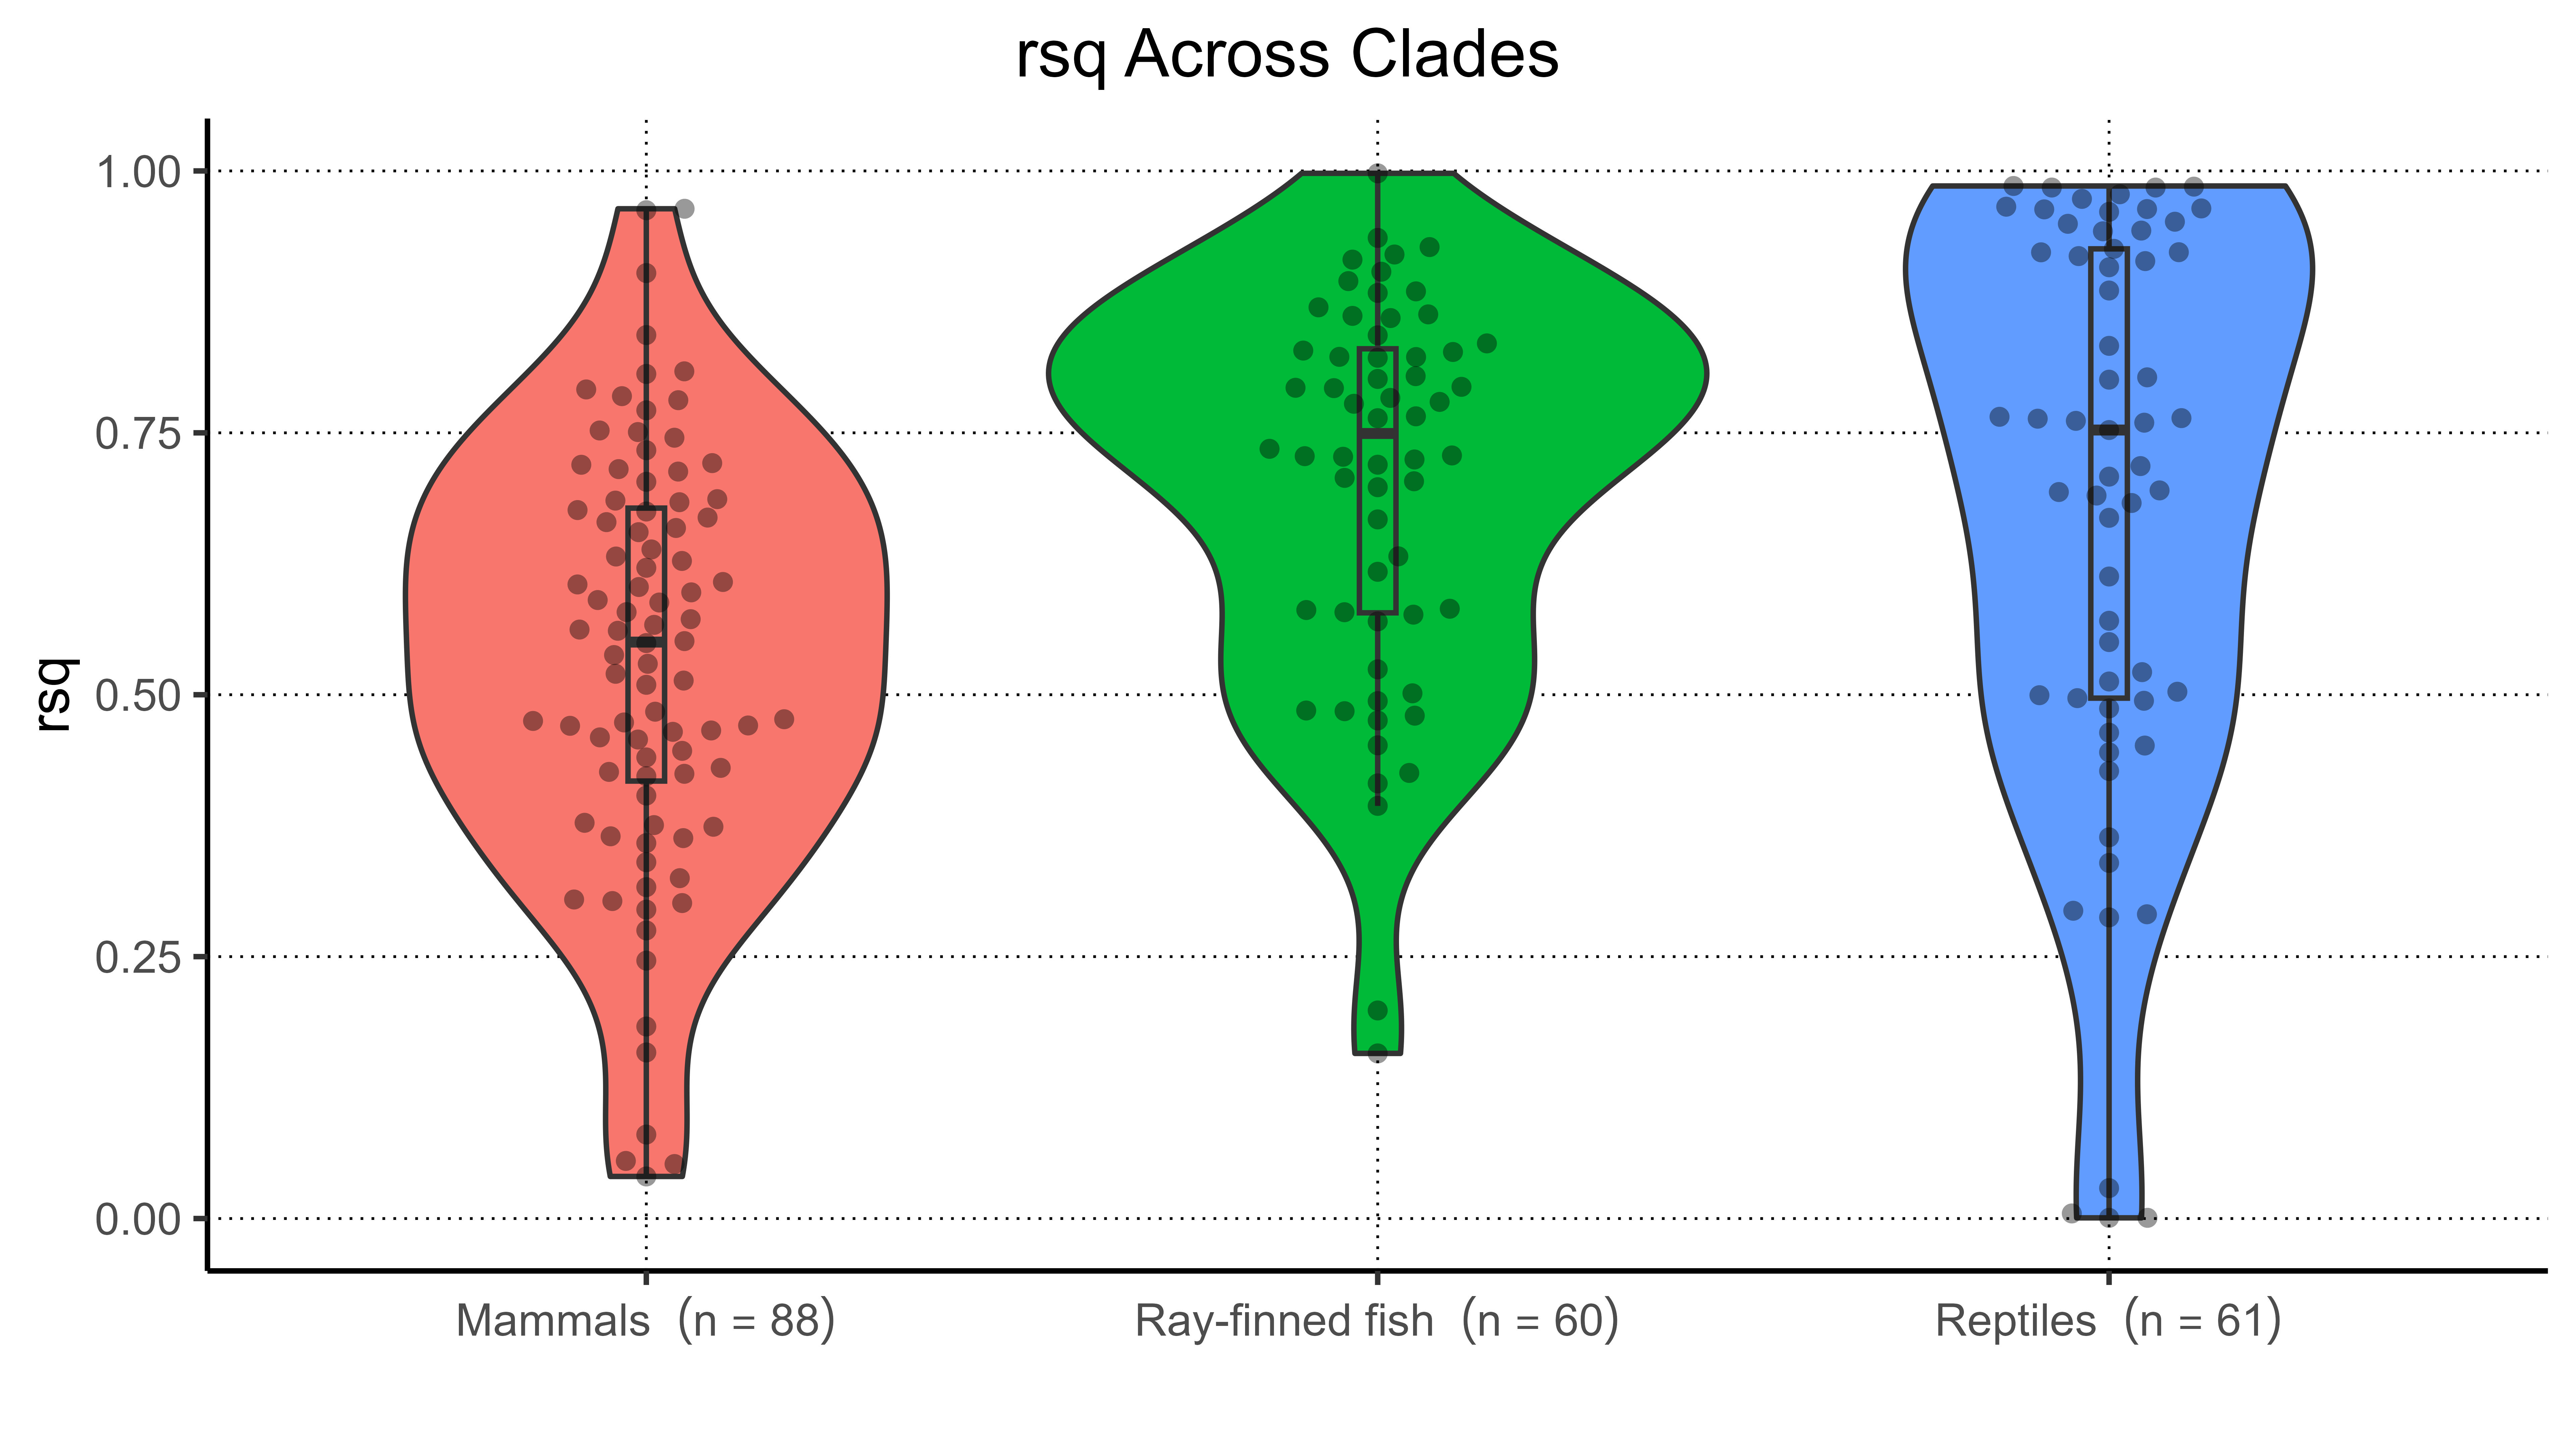 rsq Across Clades
1.00
0.75
0.50
0.25
0.00
rsq
Mammals  (n = 88)
Ray-finned fish  (n = 60)
Reptiles  (n = 61)